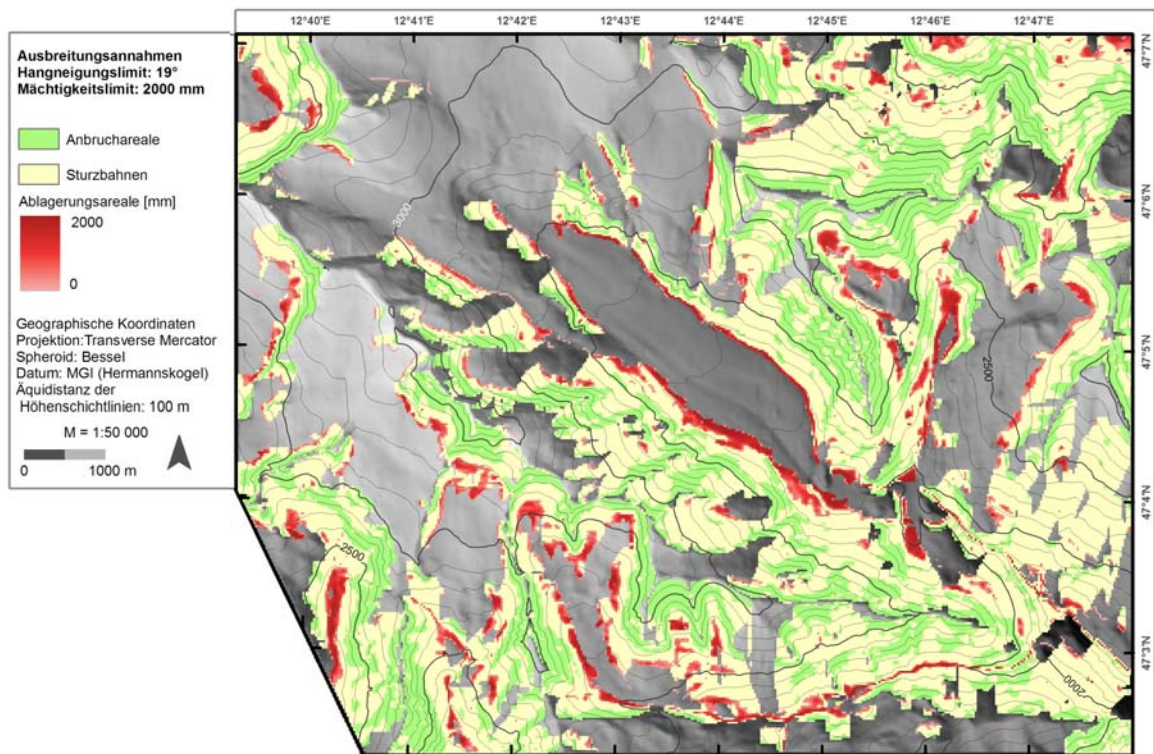 12°40'E 12°41'E 12°42'E 12°43'E 12°44'E 12°45'E 12°46'E 12°47'E
Ausbreitungsannahmen
Hangneigungslimit: 19°
Mächtigkeitslimit: 2000 mm
Anbruchareale
Sturzbahnen
Ablagerungsareale [mm]
2000
0
Geographische Koordinaten
Projektion:Transverse Mercator
Spheroid: Bessel
Datum: MGI (Hermannskogel)
Äquidistanz der
Höhenschichtlinien: 100 m
M = 1:50 000
0 1000 m
47°7'N
47°6'N
47°5'N
47°4'N
47°3'N
3000
2500
2500
2000